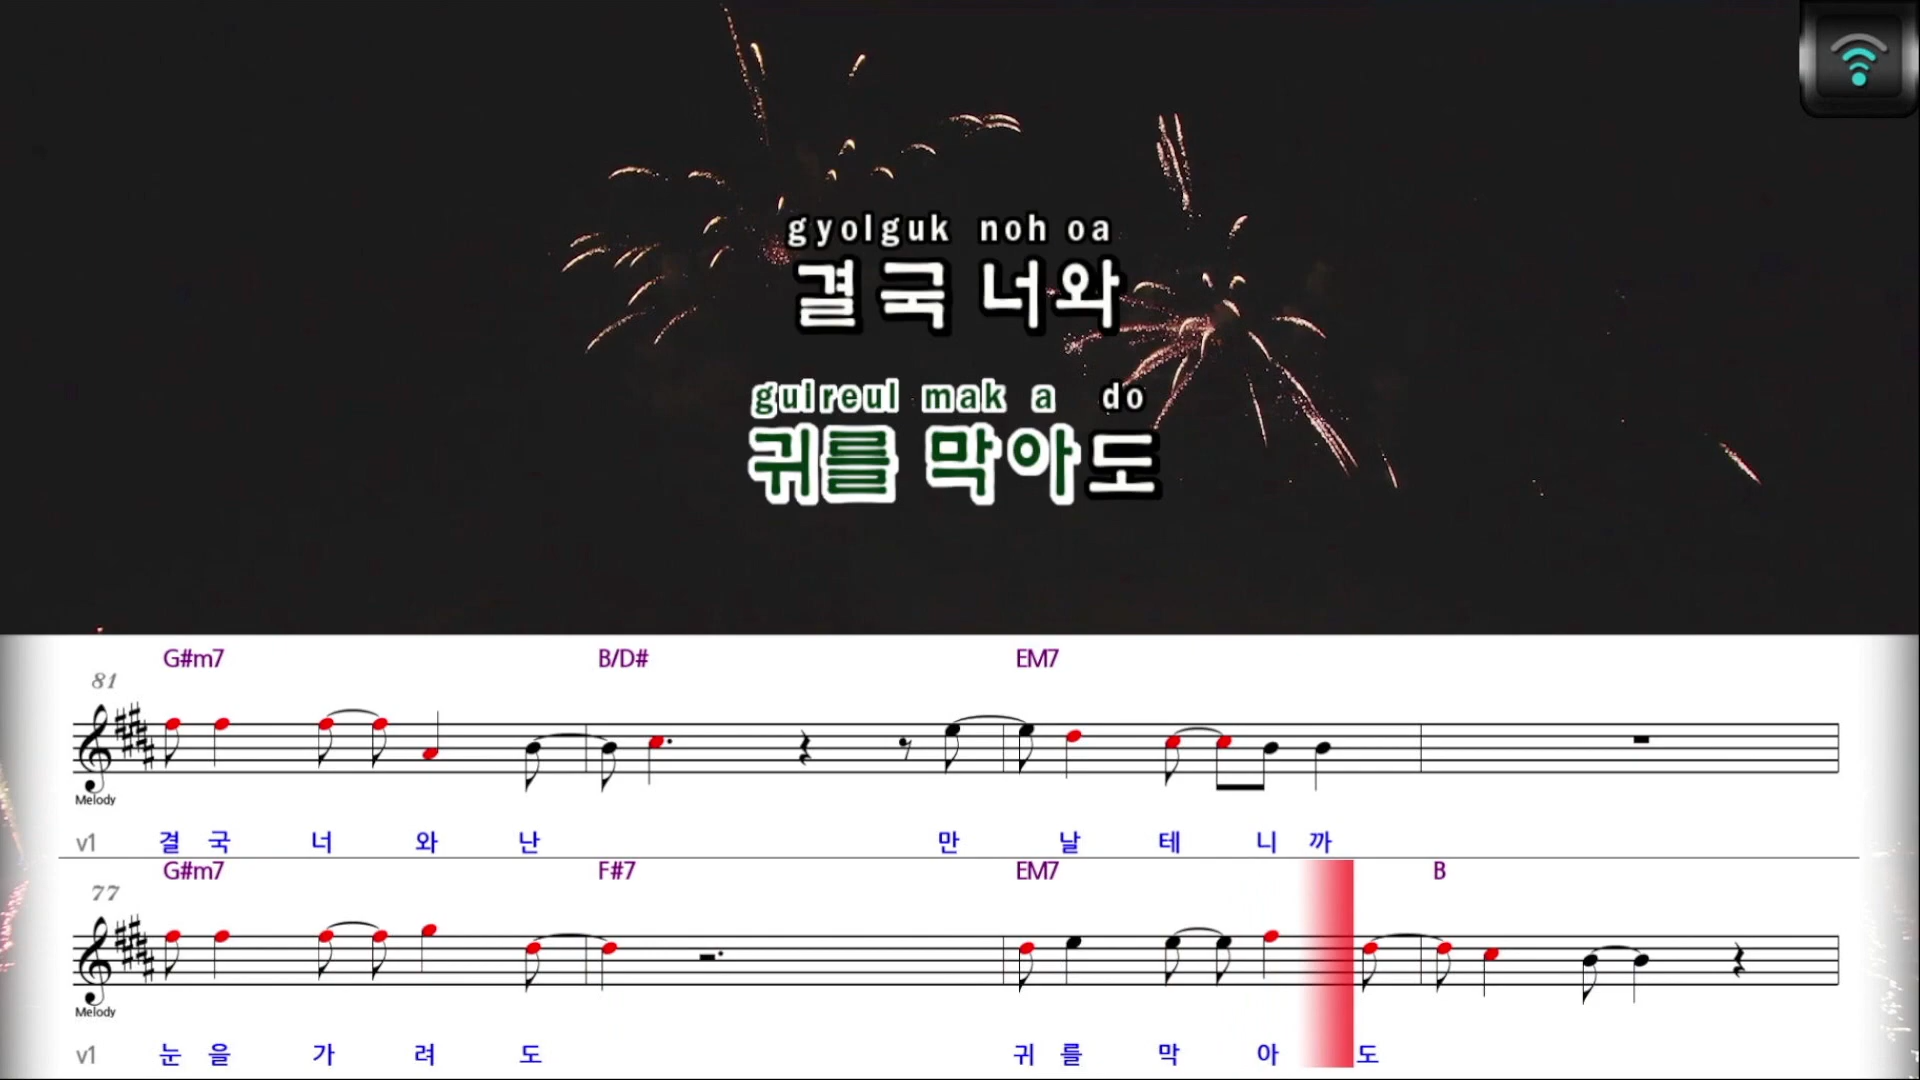 gyolguk noh oa
결국 너와
guireul mak a do
귀를 막아도
G#m7 B/D# EM7
81
Melody
v1 결 국 너 와 난 만 날 테 니 까
G#m7 F#7 EM7 B
77
Melody
v1 눈 을 가 려 도 귀 를 막 아 도